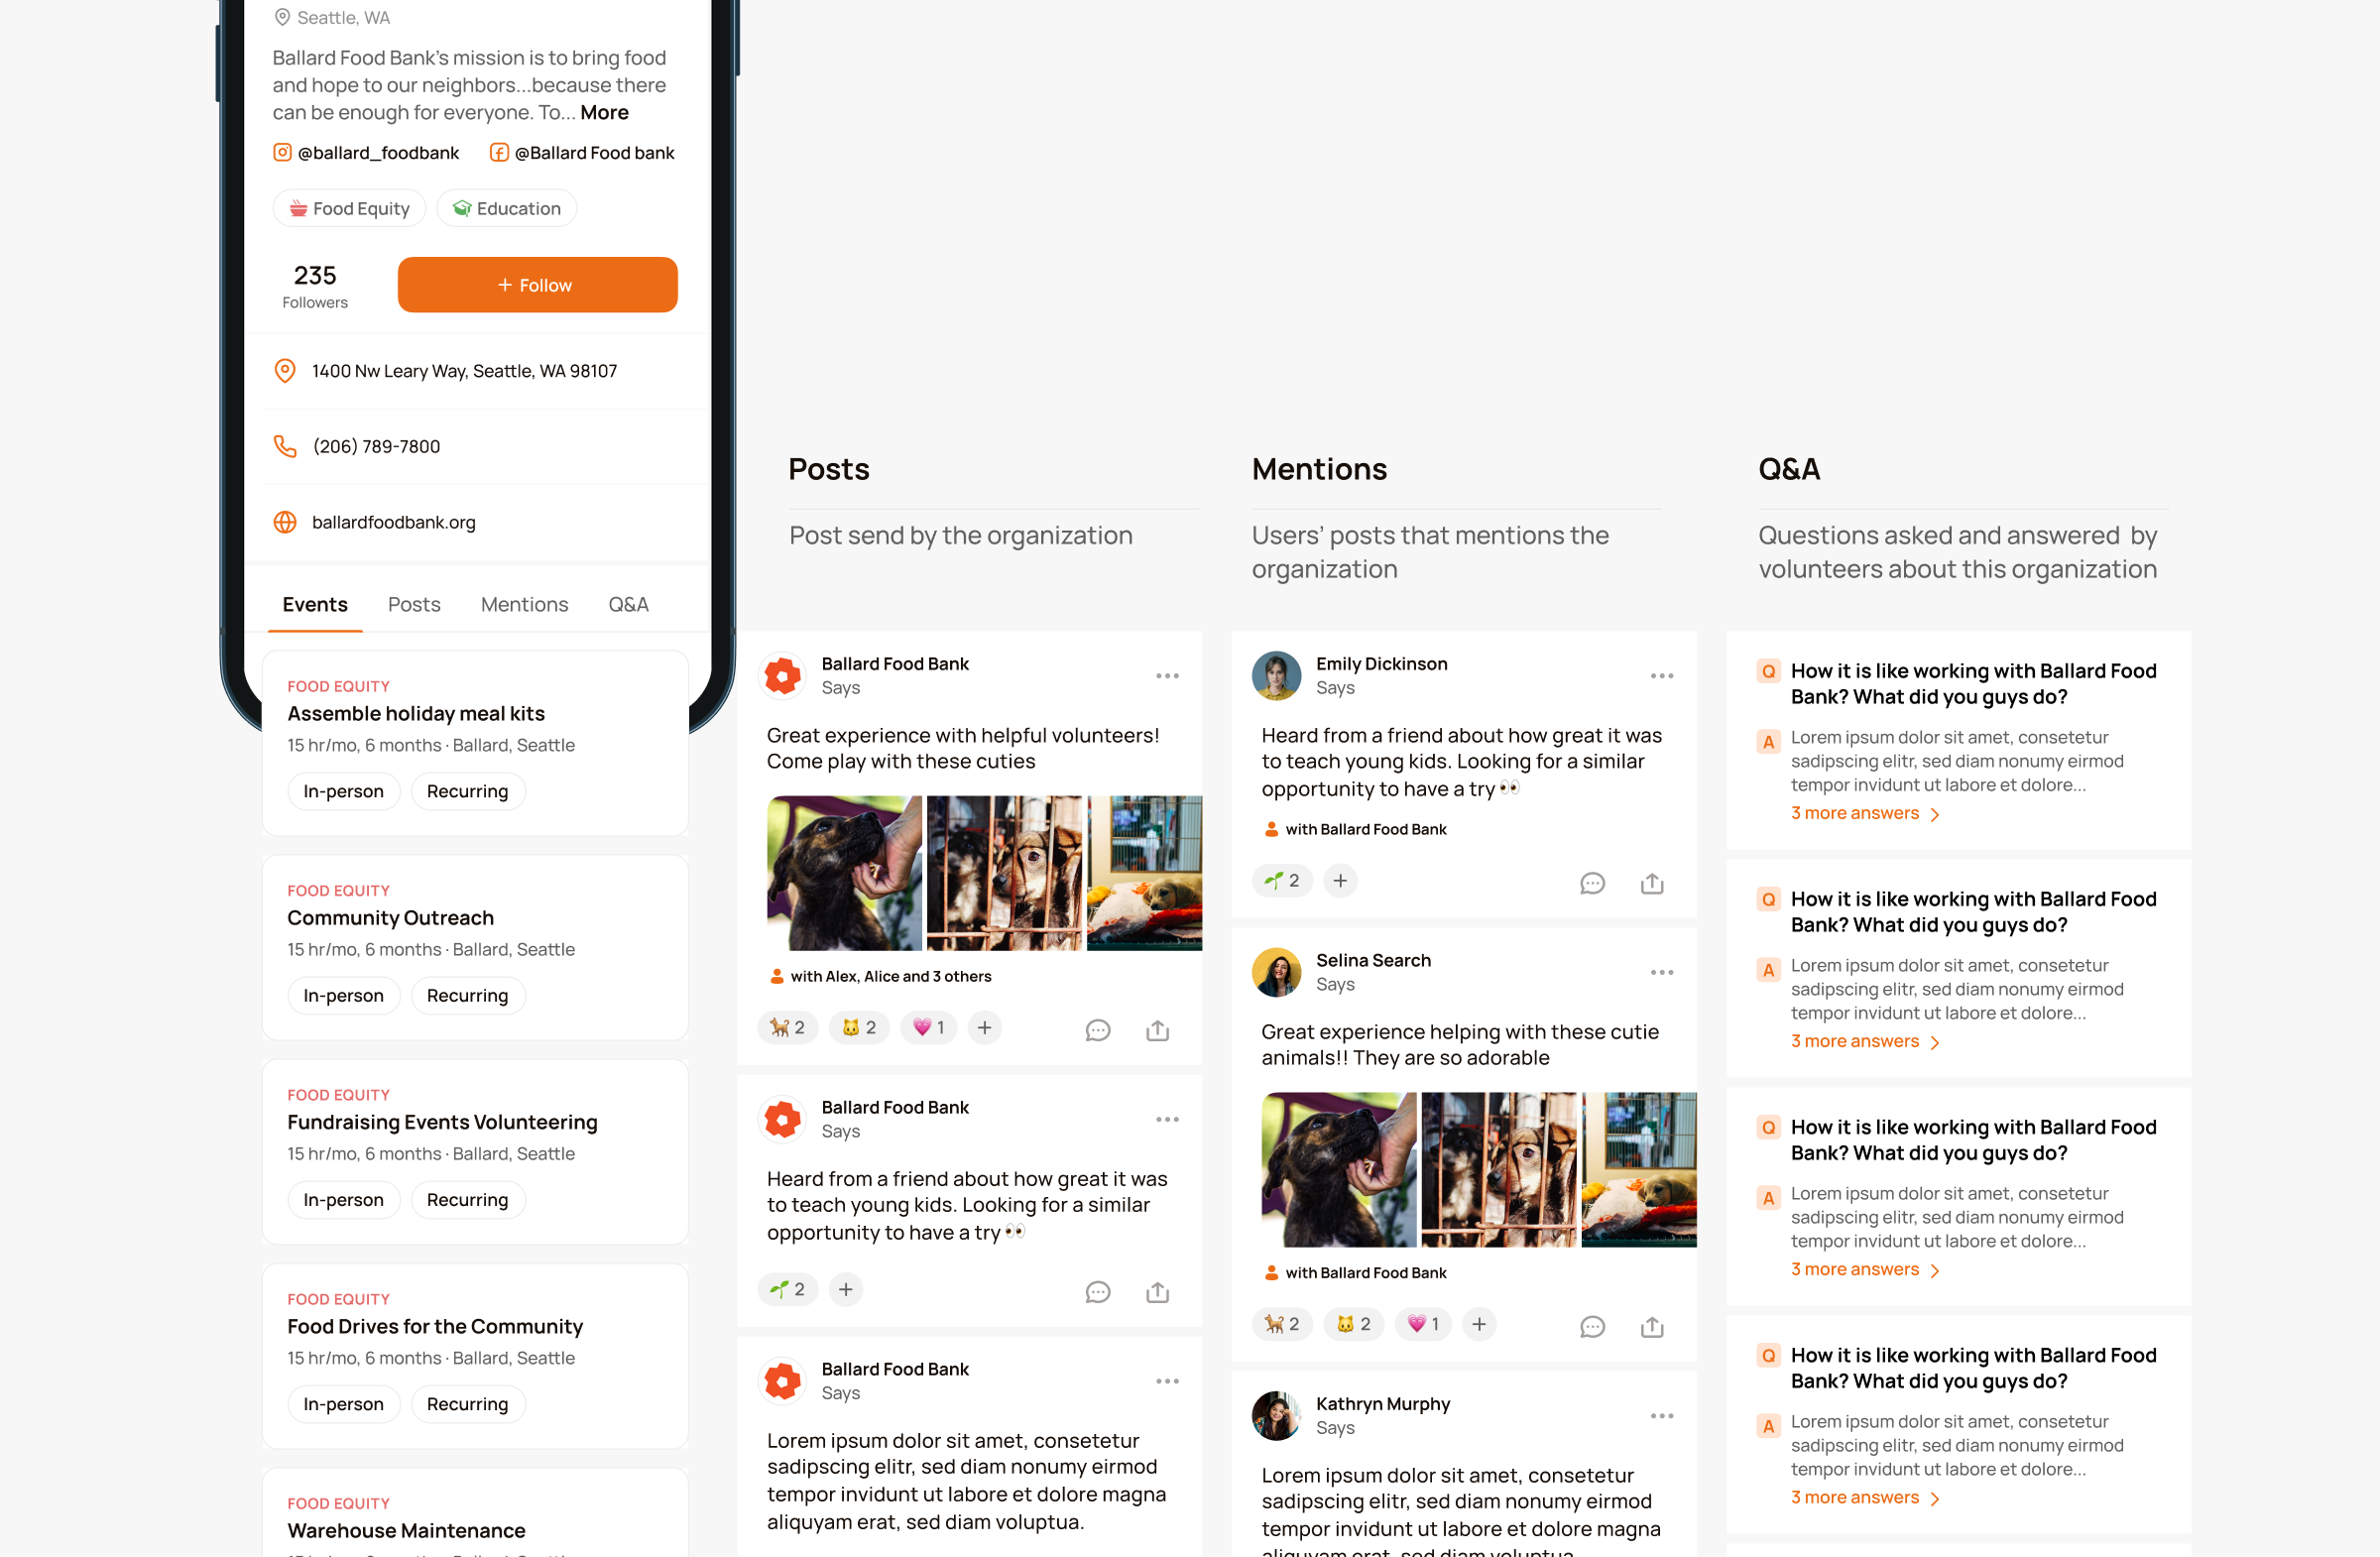 Seattle, WA
Ballard Food Bank's mission is to bring food
and hope to our neighbors...because there
can be enough for everyone. To... More
@ballard_foodbank @Ballard Food bank
Food Equity Education
235
Followers
+ Follow
1400 Nw Leary Way, Seattle, WA 98107
(206) 789-7800
ballardfoodbank.org
Events Posts Mentions Q&A
FOOD EQUITY
Assemble holiday meal kits
15 hr/mo, 6 months · Ballard, Seattle
In-person Recurring
FOOD EQUITY
Community Outreach
15 hr/mo, 6 months · Ballard, Seattle
In-person Recurring
FOOD EQUITY
Fundraising Events Volunteering
15 hr/mo, 6 months · Ballard, Seattle
In-person Recurring
FOOD EQUITY
Food Drives for the Community
15 hr/mo, 6 months · Ballard, Seattle
In-person Recurring
FOOD EQUITY
Warehouse Maintenance
Posts
Post send by the organization
Ballard Food Bank
Says
Great experience with helpful volunteers!
Come play with these cuties
with Alex, Alice and 3 others
🐕 2 🐱 2 💗 1 +
Ballard Food Bank
Says
Heard from a friend about how great it was
to teach young kids. Looking for a similar
opportunity to have a try 👀
🌱 2 +
Ballard Food Bank
Says
Lorem ipsum dolor sit amet, consetetur
sadipscing elitr, sed diam nonumy eirmod
tempor invidunt ut labore et dolore magna
aliquyam erat, sed diam voluptua.
Mentions
Users' posts that mentions the
organization
Emily Dickinson
Says
Heard from a friend about how great it was
to teach young kids. Looking for a similar
opportunity to have a try 👀
with Ballard Food Bank
🌱 2 +
Selina Search
Says
Great experience helping with these cutie
animals!! They are so adorable
with Ballard Food Bank
🐕 2 🐱 2 💗 1 +
Kathryn Murphy
Says
Lorem ipsum dolor sit amet, consetetur
sadipscing elitr, sed diam nonumy eirmod
tempor invidunt ut labore et dolore magna
aliquyam erat, sed diam voluptua.
Q&A
Questions asked and answered by
volunteers about this organization
Q How it is like working with Ballard Food
Bank? What did you guys do?
A Lorem ipsum dolor sit amet, consetetur
sadipscing elitr, sed diam nonumy eirmod
tempor invidunt ut labore et dolore...
3 more answers >
Q How it is like working with Ballard Food
Bank? What did you guys do?
A Lorem ipsum dolor sit amet, consetetur
sadipscing elitr, sed diam nonumy eirmod
tempor invidunt ut labore et dolore...
3 more answers >
Q How it is like working with Ballard Food
Bank? What did you guys do?
A Lorem ipsum dolor sit amet, consetetur
sadipscing elitr, sed diam nonumy eirmod
tempor invidunt ut labore et dolore...
3 more answers >
Q How it is like working with Ballard Food
Bank? What did you guys do?
A Lorem ipsum dolor sit amet, consetetur
sadipscing elitr, sed diam nonumy eirmod
tempor invidunt ut labore et dolore...
3 more answers >